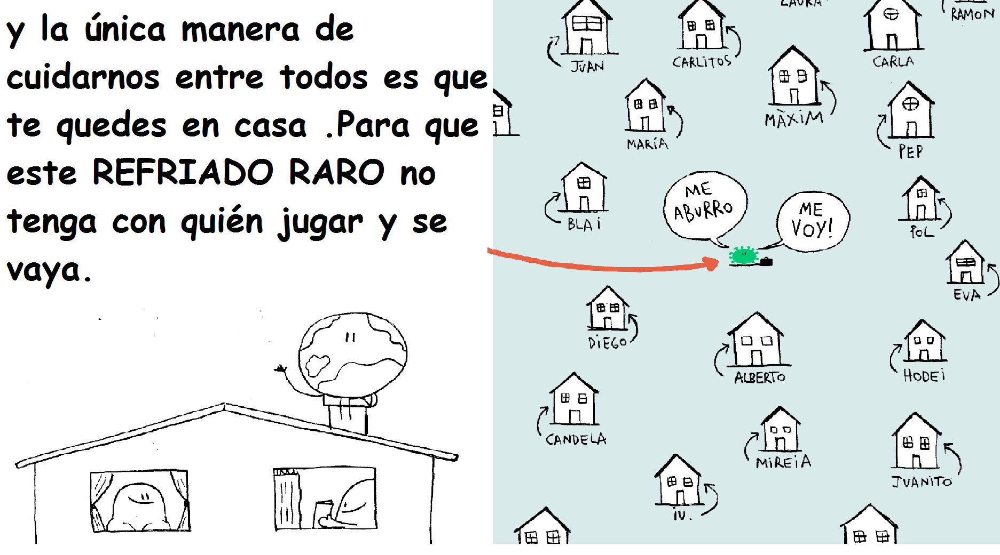 y la única manera de
cuidarnos entre todos es que
te quedes en casa .Para que
este REFRIADO RARO no
tenga con quién jugar y se
vaya.
LAURA
RAMON
JUAN
CARLITOS
CARLA
MÀXIM
MARÍA
PEP
ME
ABURRO
ME
VOY!
BLAi
POL
EVA
DiEGO
ALBERTO
HODEi
CANDELA
MiREiA
JUANiTO
iU.